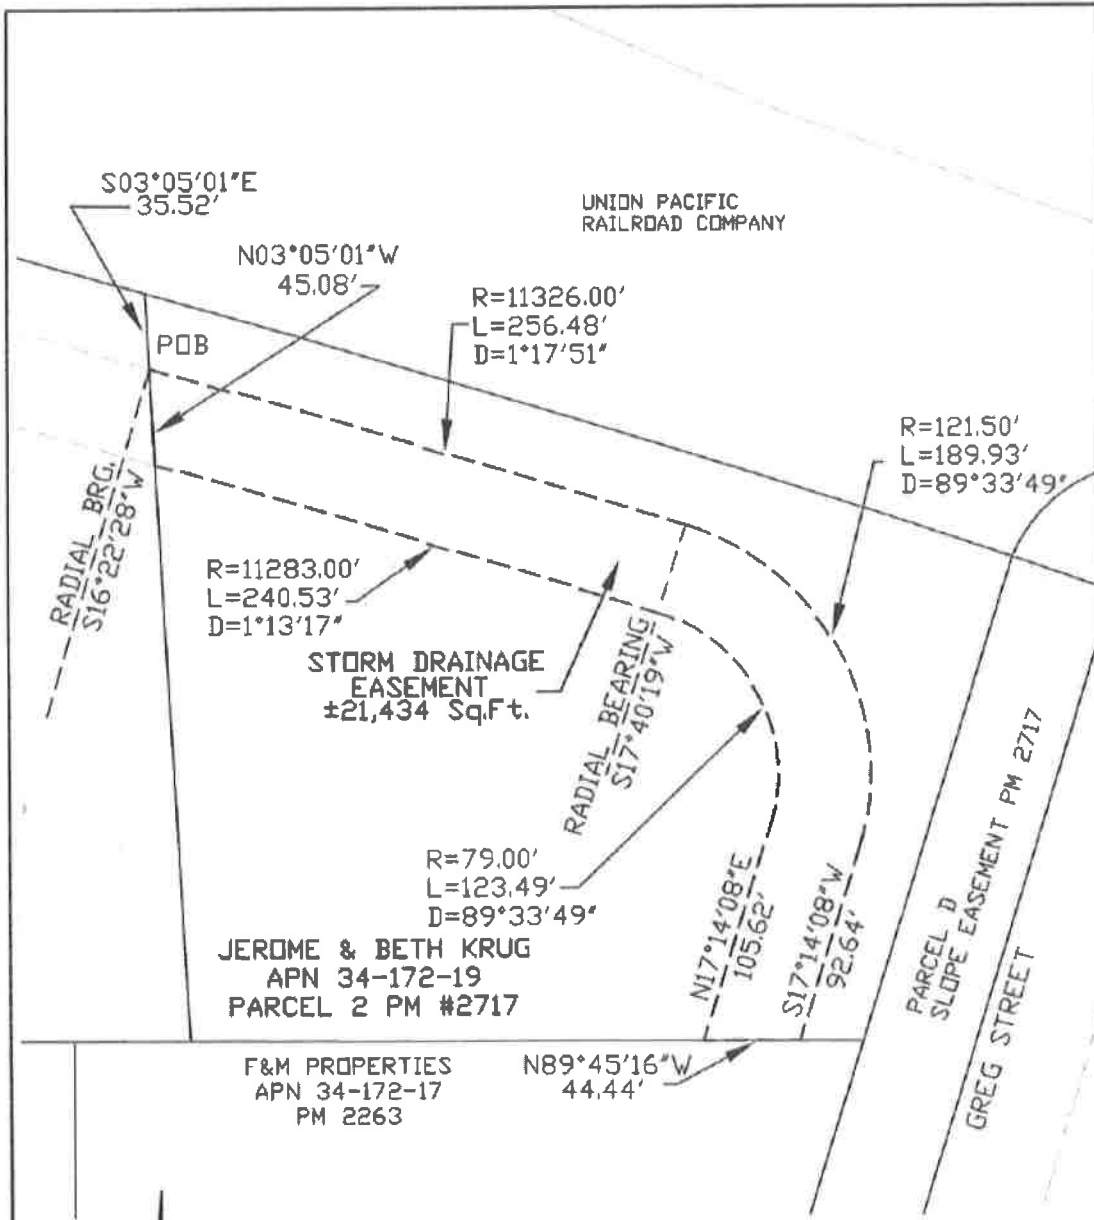 S03°05'01"E
35.52'
UNION PACIFIC
RAILROAD COMPANY
N03°05'01"W
45.08'
R=11326.00'
L=256.48'
D=1°17'51"
POB
R=121.50'
L=189.93'
D=89°33'49"
RADIAL BRG.
S16°22'28"W
R=11283.00'
L=240.53'
D=1°13'17"
STORM DRAINAGE
EASEMENT
±21,434 Sq.Ft.
RADIAL BEARING
S17°40'19"W
R=79.00'
L=123.49'
D=89°33'49"
N17°14'08"E
105.62'
S17°14'08"W
92.64'
PARCEL D
SLOPE EASEMENT PM 2717
GREG STREET
JEROME & BETH KRUG
APN 34-172-19
PARCEL 2 PM #2717
F&M PROPERTIES
APN 34-172-17
PM 2263
N89°45'16"W
44.44'